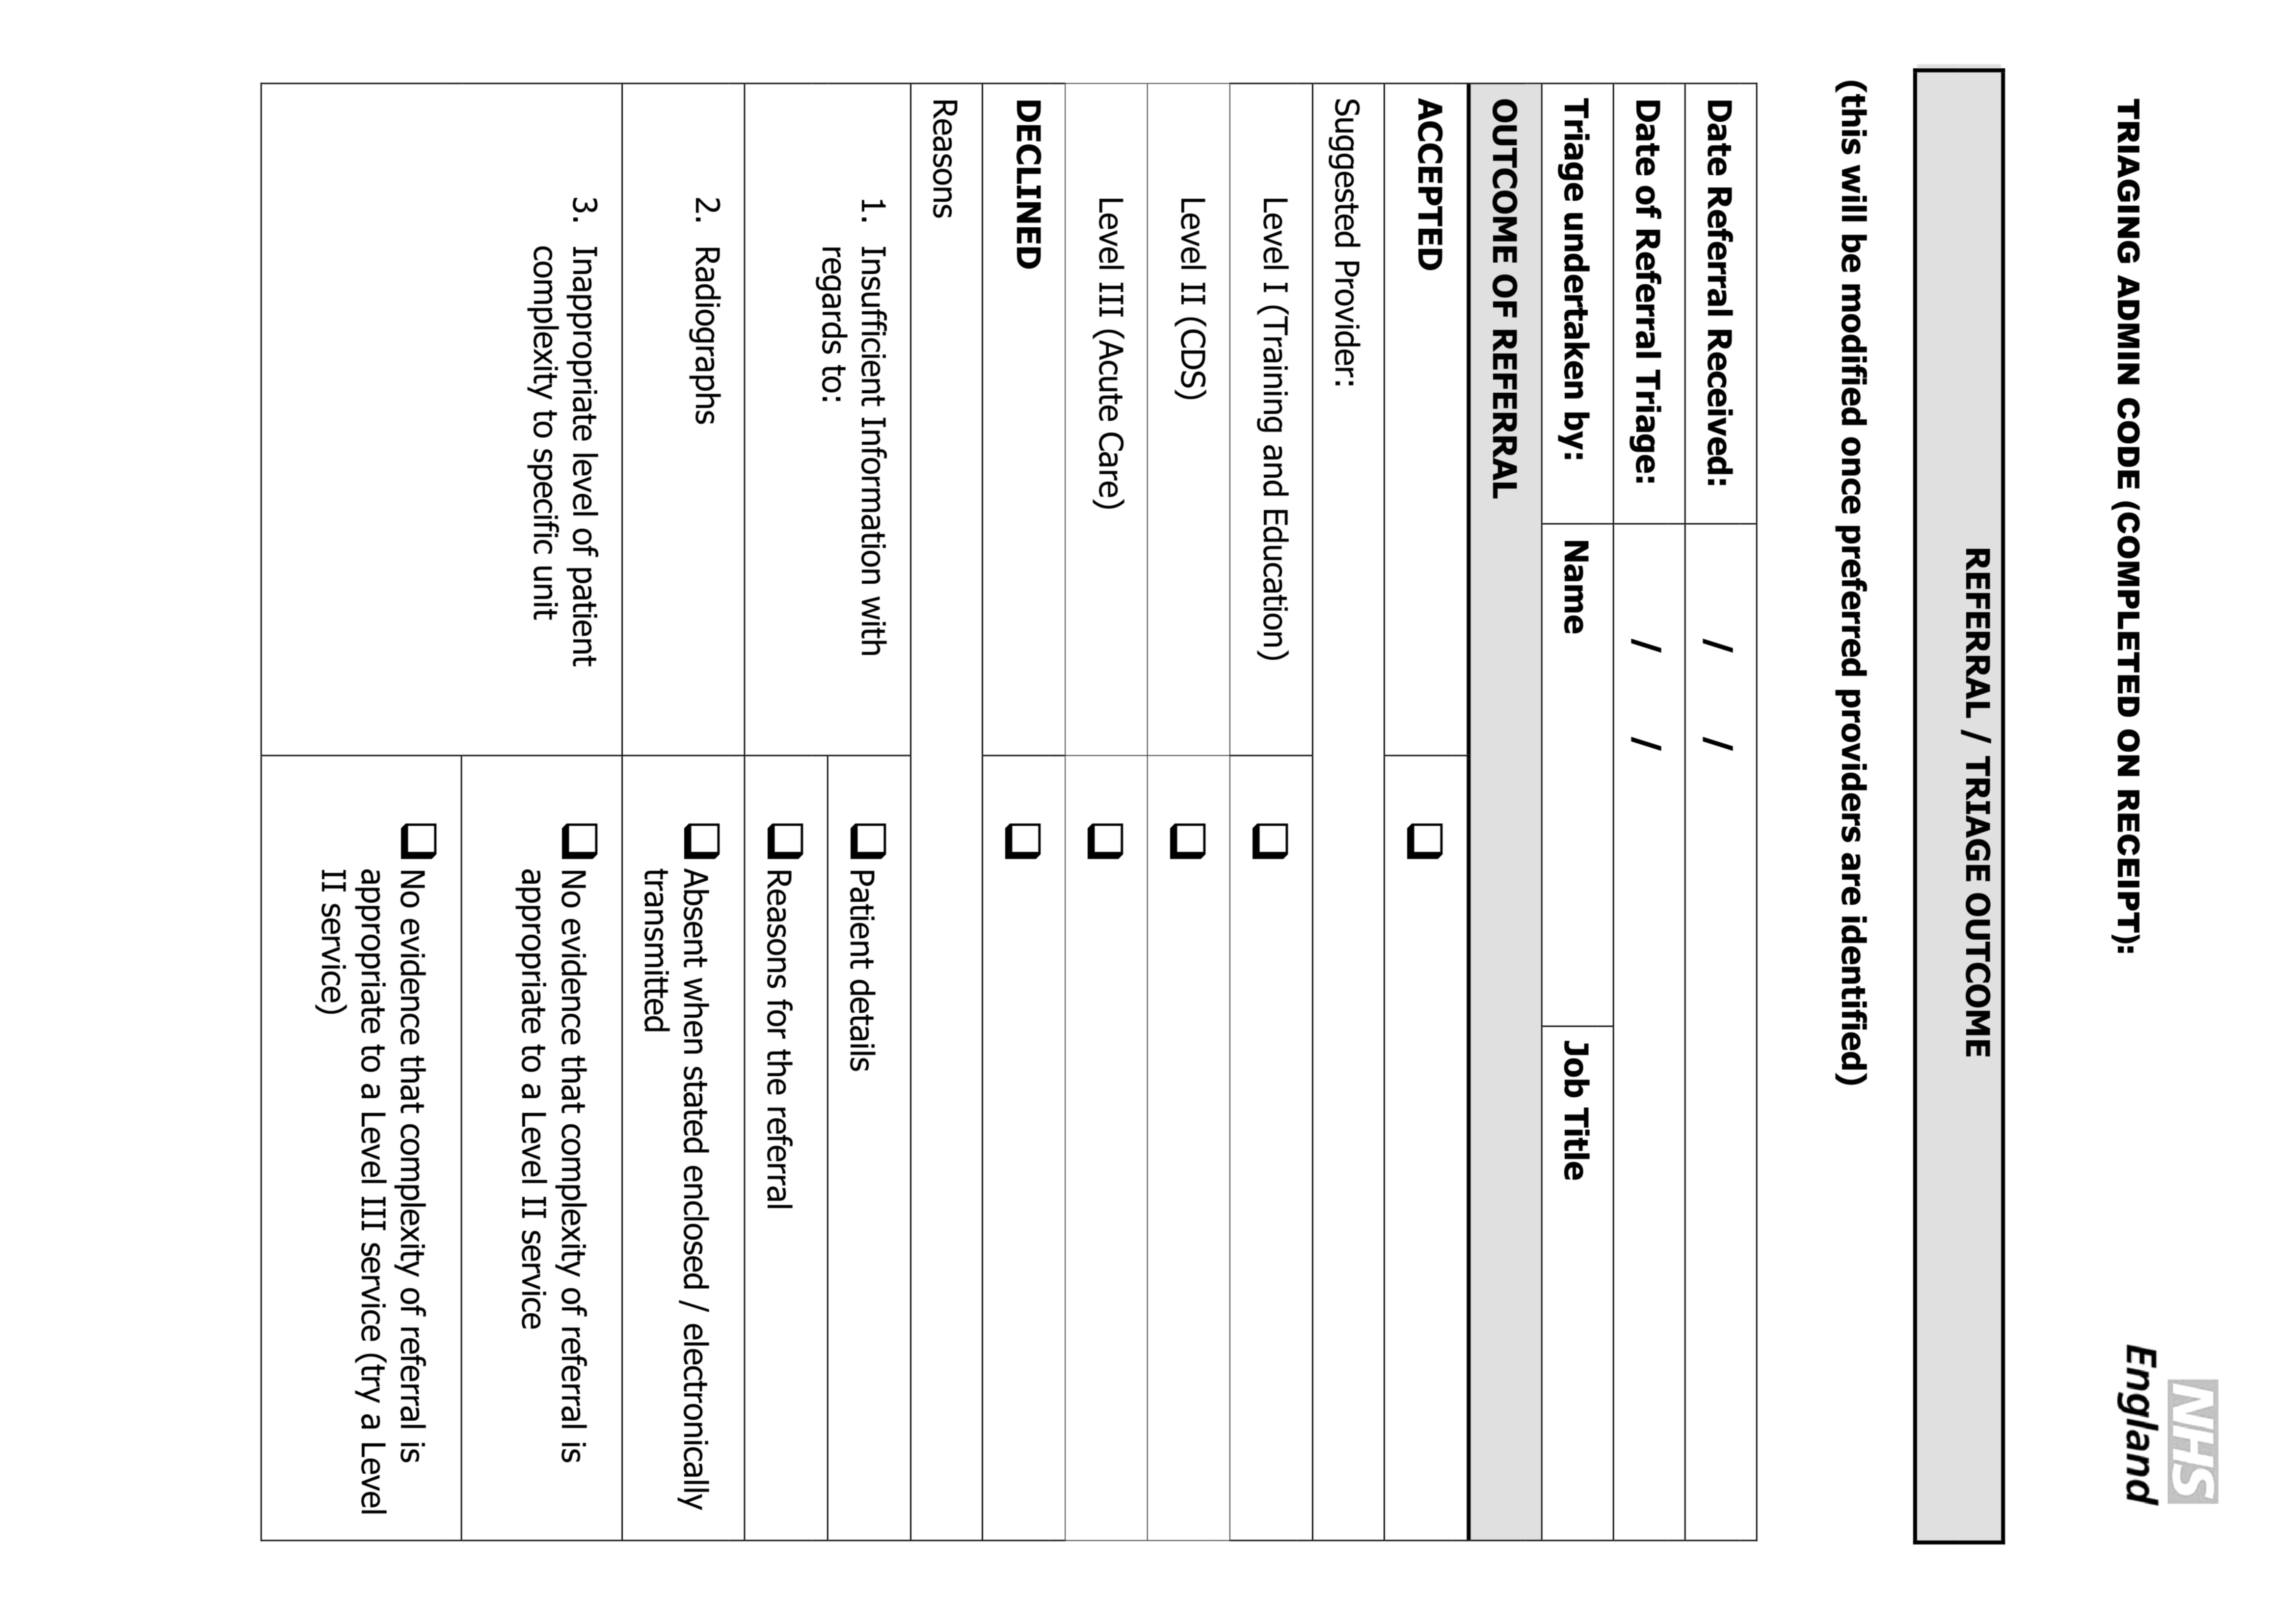 NHS
England
TRIAGING ADMIN CODE (COMPLETED ON RECEIPT):
REFERRAL / TRIAGE OUTCOME
(this will be modified once preferred providers are identified)
Date Referral Received: / /
Date of Referral Triage: / /
Triage undertaken by: Name Job Title
OUTCOME OF REFERRAL
ACCEPTED ❑
Suggested Provider:
Level I (Training and Education) ❑
Level II (CDS) ❑
Level III (Acute Care) ❑
DECLINED ❑
Reasons
1. Insufficient Information with
regards to:
❑ Patient details
❑ Reasons for the referral
2. Radiographs
❑ Absent when stated enclosed / electronically
transmitted
3. Inappropriate level of patient
complexity to specific unit
❑ No evidence that complexity of referral is
appropriate to a Level II service
❑ No evidence that complexity of referral is
appropriate to a Level III service (try a Level
II service)